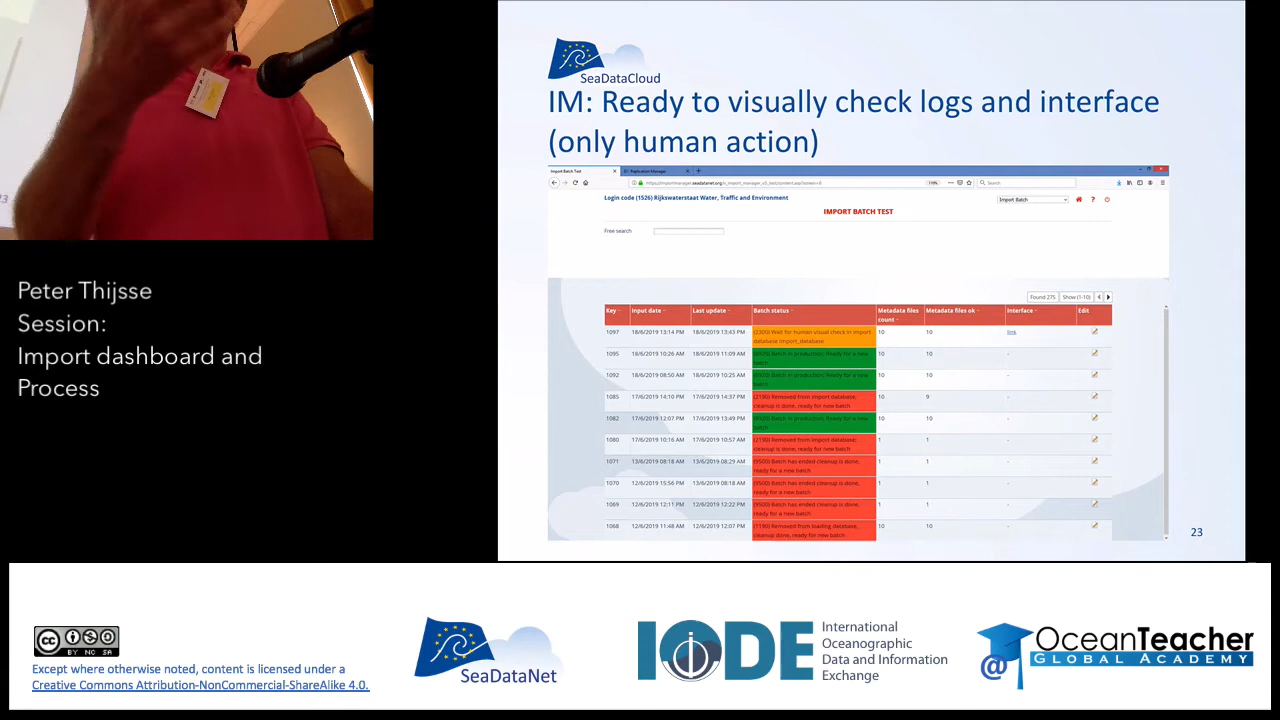 SeaDataCloud
IM: Ready to visually check logs and interface
(only human action)
Import Batch Test
Replication Manager
Search
Login code (1526) Rijkswaterstaat Water, Traffic and Environment
Import Batch
IMPORT BATCH TEST
Free search
Found 275 Show (1-10)
Key Input date Last update Batch status Metadata files count Metadata files ok Interface Edit
1097 18/6/2019 13:14 PM 18/6/2019 13:43 PM (2300) Wait for human visual check in import database import_database 10 10 link
1095 18/6/2019 10:26 AM 18/6/2019 11:09 AM Batch in production; Ready for a new batch 10 10 -
1092 18/6/2019 08:50 AM 18/6/2019 10:25 AM Batch in production; Ready for a new batch 10 10 -
1085 17/6/2019 14:10 PM 17/6/2019 14:37 PM (2190) Removed from import database, cleanup is done, ready for new batch 10 9 -
1082 17/6/2019 12:07 PM 17/6/2019 13:49 PM Batch in production; Ready for a new batch 10 10 -
1080 17/6/2019 10:16 AM 17/6/2019 10:57 AM (2190) Removed from import database, cleanup is done, ready for new batch 1 1 -
1071 13/6/2019 08:18 AM 13/6/2019 08:29 AM (9500) Batch has ended cleanup is done, ready for a new batch 1 1 -
1070 12/6/2019 15:56 PM 13/6/2019 08:18 AM (9500) Batch has ended cleanup is done, ready for a new batch 1 1 -
1069 12/6/2019 12:11 PM 12/6/2019 12:22 PM (9500) Batch has ended cleanup is done, ready for a new batch 1 1 -
1068 12/6/2019 11:48 AM 12/6/2019 12:07 PM (1190) Removed from loading database, cleanup done, ready for new batch 10 10 -
23
Peter Thijsse
Session:
Import dashboard and
Process
cc BY NC SA
Except where otherwise noted, content is licensed under a
Creative Commons Attribution-NonCommercial-ShareAlike 4.0.
SeaDataNet
IODE
International
Oceanographic
Data and Information
Exchange
@
OceanTeacher
GLOBAL ACADEMY